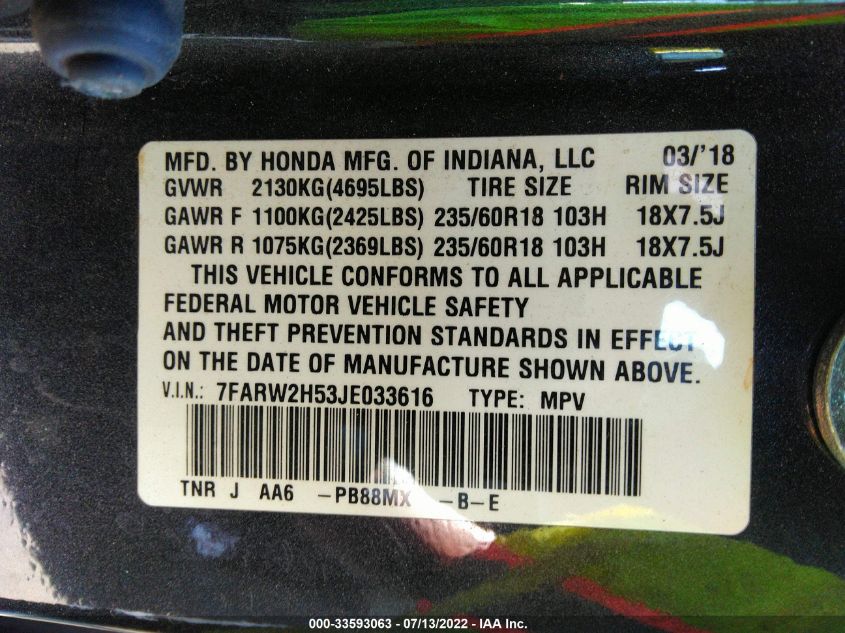 MFD. BY HONDA MFG. OF INDIANA, LLC 03/'18
GVWR 2130KG(4695LBS) TIRE SIZE RIM SIZE
GAWR F 1100KG(2425LBS) 235/60R18 103H 18X7.5J
GAWR R 1075KG(2369LBS) 235/60R18 103H 18X7.5J
THIS VEHICLE CONFORMS TO ALL APPLICABLE
FEDERAL MOTOR VEHICLE SAFETY
AND THEFT PREVENTION STANDARDS IN EFFECT
ON THE DATE OF MANUFACTURE SHOWN ABOVE.
V.I.N.: 7FARW2H53JE033616 TYPE: MPV
TNR J AA6 -PB88MX -B-E
000-33593063 - 07/13/2022 - IAA Inc.